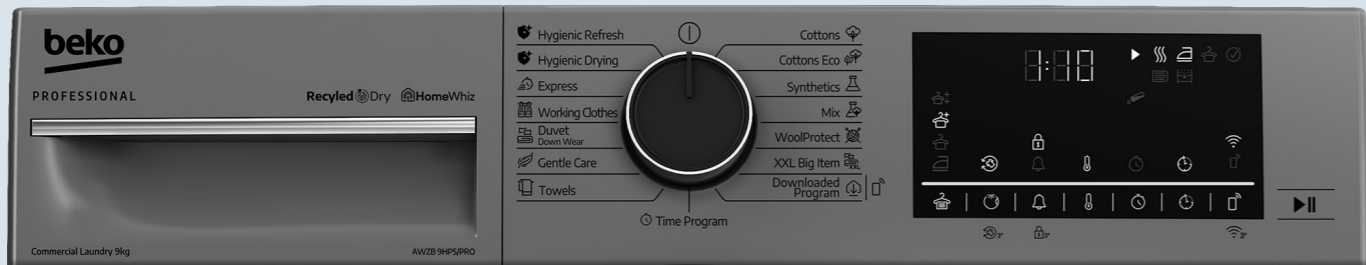 beko
PROFESSIONAL
Recyled Dry HomeWhiz
Commercial Laundry 9kg
AWZB 9HPS/PRO
Hygienic Refresh
Hygienic Drying
Express
Working Clothes
Duvet
Down Wear
Gentle Care
Towels
Time Program
Cottons
Cottons Eco
Synthetics
Mix
WoolProtect
XXL Big Item
Downloaded
Program
1:10